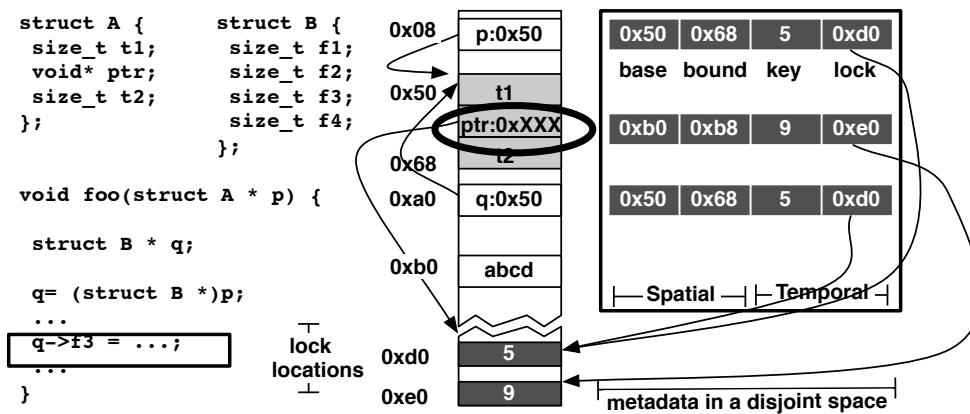 struct A {
size_t t1;
void* ptr;
size_t t2;
};
struct B {
size_t f1;
size_t f2;
size_t f3;
size_t f4;
};
void foo(struct A * p) {
struct B * q;
q= (struct B *)p;
...
q->f3 = ...;
...
}
lock
locations
0x08
p:0x50
0x50
t1
ptr:0xXXX
0x68
t2
0xa0
q:0x50
0xb0
abcd
0xd0
5
0xe0
9
0x50 0x68 5 0xd0
base bound key lock
0xb0 0xb8 9 0xe0
0x50 0x68 5 0xd0
Spatial Temporal
metadata in a disjoint space